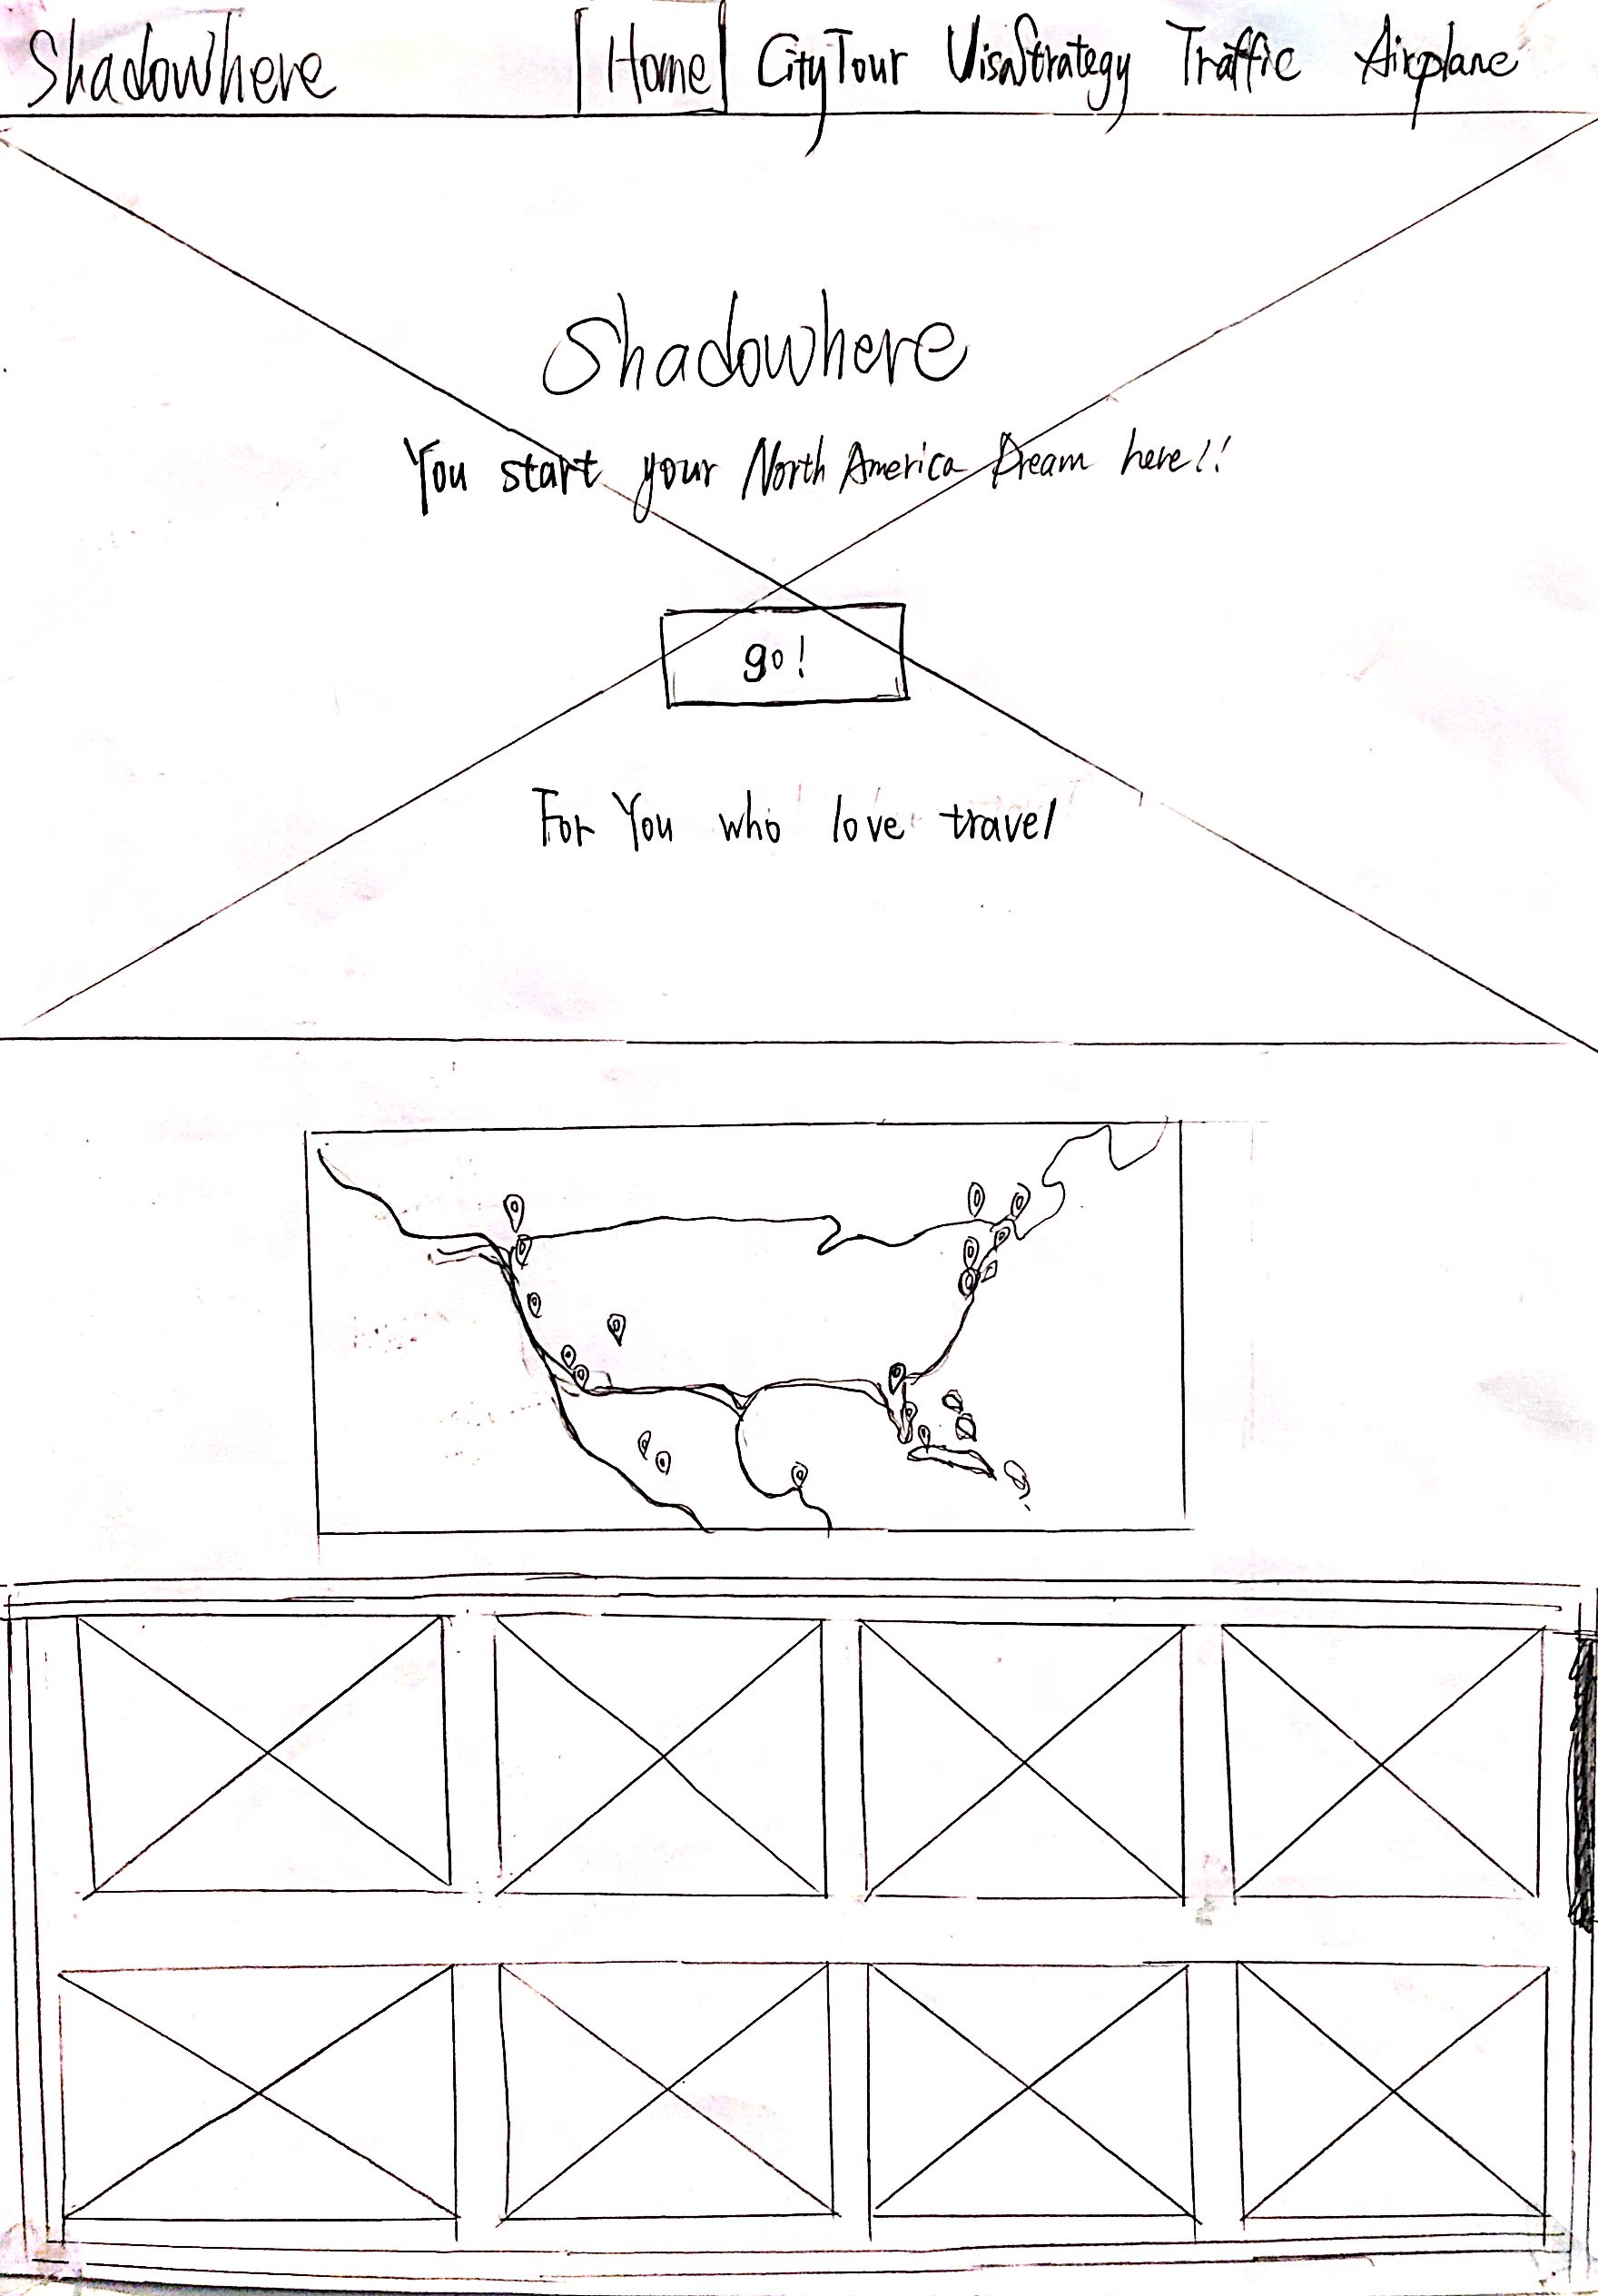 Shadowhere
Home CityTour VisaStrategy Traffic Airplane
Shadowhere
You start your North America Dream here!!
go!
For You who love travel